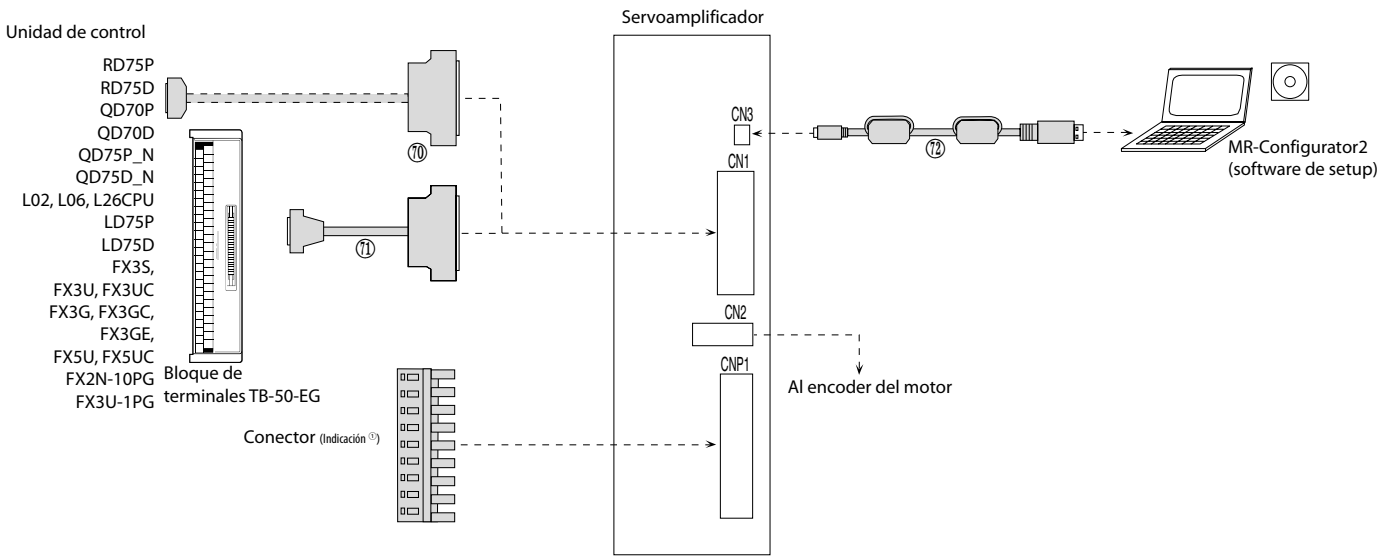 Servoamplificador
Unidad de control
RD75P
RD75D
QD70P
QD70D
QD75P_N
QD75D_N
L02, L06, L26CPU
LD75P
LD75D
FX3S,
FX3U, FX3UC
FX3G, FX3GC,
FX3GE,
FX5U, FX5UC
FX2N-10PG
FX3U-1PG
Bloque de
terminales TB-50-EG
⑦⓪
⑦①
Conector (Indicación ①)
CN3
CN1
CN2
CNP1
Al encoder del motor
⑦②
MR-Configurator2
(software de setup)